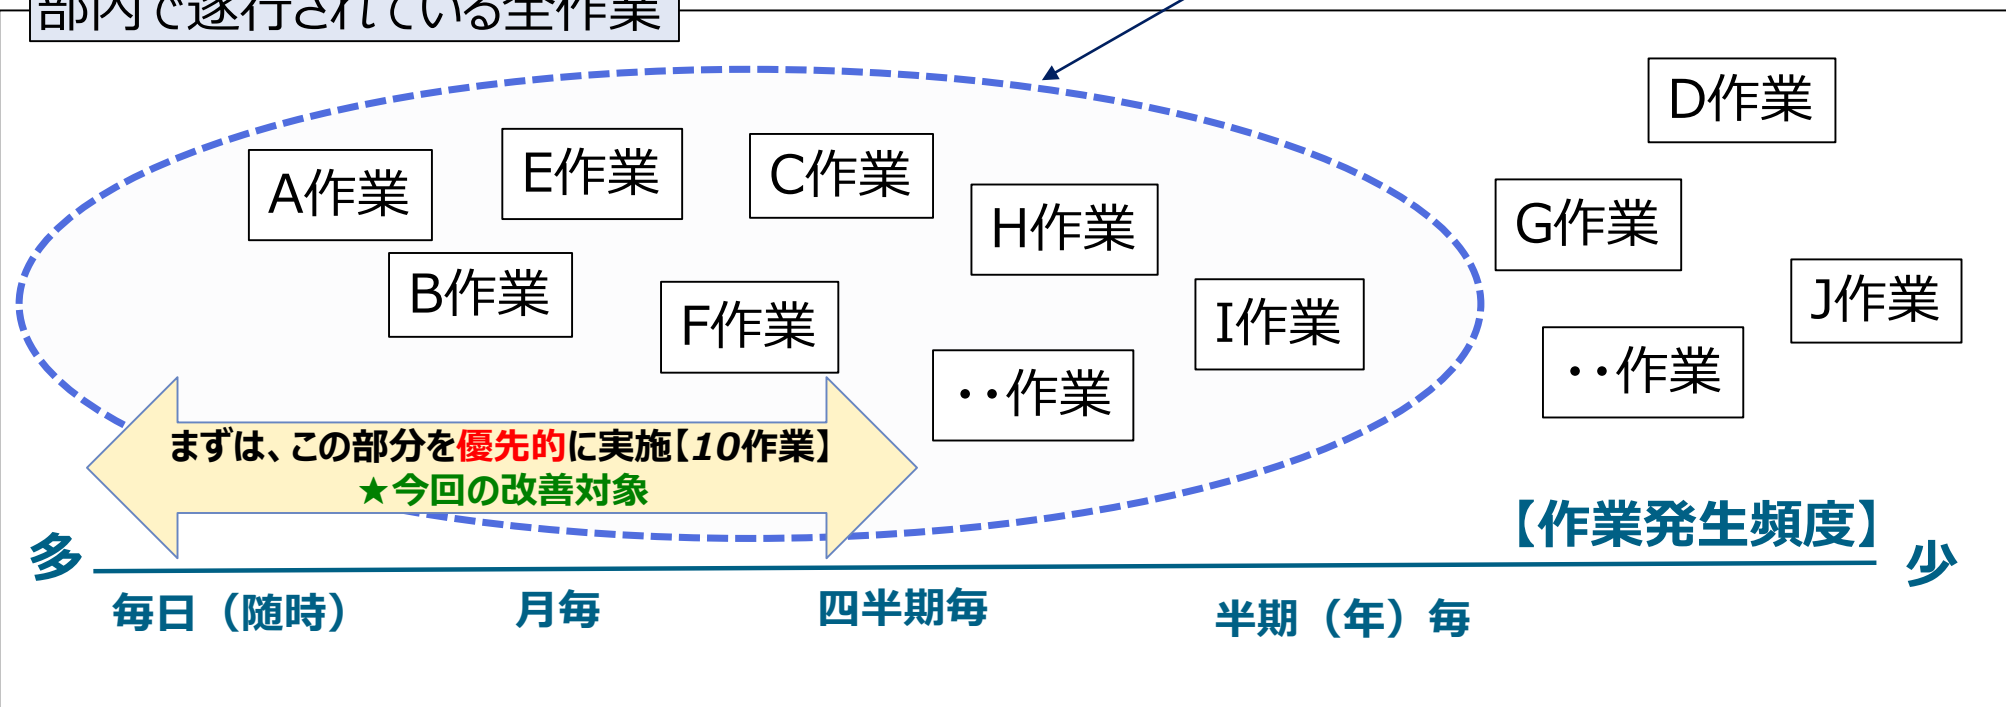 部内で遂行されている全作業
D作業
E作業
C作業
A作業
H作業
G作業
B作業
F作業
I作業
J作業
・・作業
・・作業
まずは、この部分を優先的に実施【10作業】
★今回の改善対象
【作業発生頻度】
多
少
毎日（随時）
月毎
四半期毎
半期（年）毎